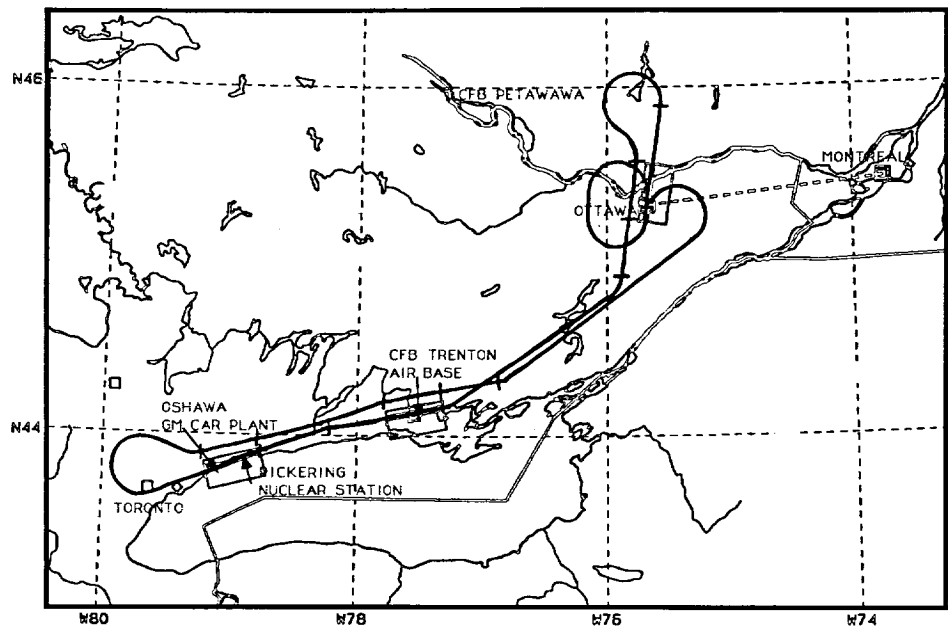 N46
CFB PETAWAWA
MONTREAL
OTTAWA
CFB TRENTON
AIR BASE
OSHAWA
GM CAR PLANT
N44
PICKERING
NUCLEAR STATION
TORONTO
W80
W78
W76
W74